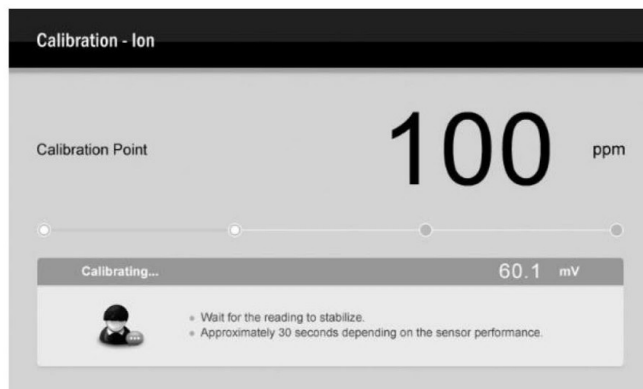 Calibration - Ion
Calibration Point 100 ppm
Calibrating... 60.1 mV
Wait for the reading to stabilize.
Approximately 30 seconds depending on the sensor performance.